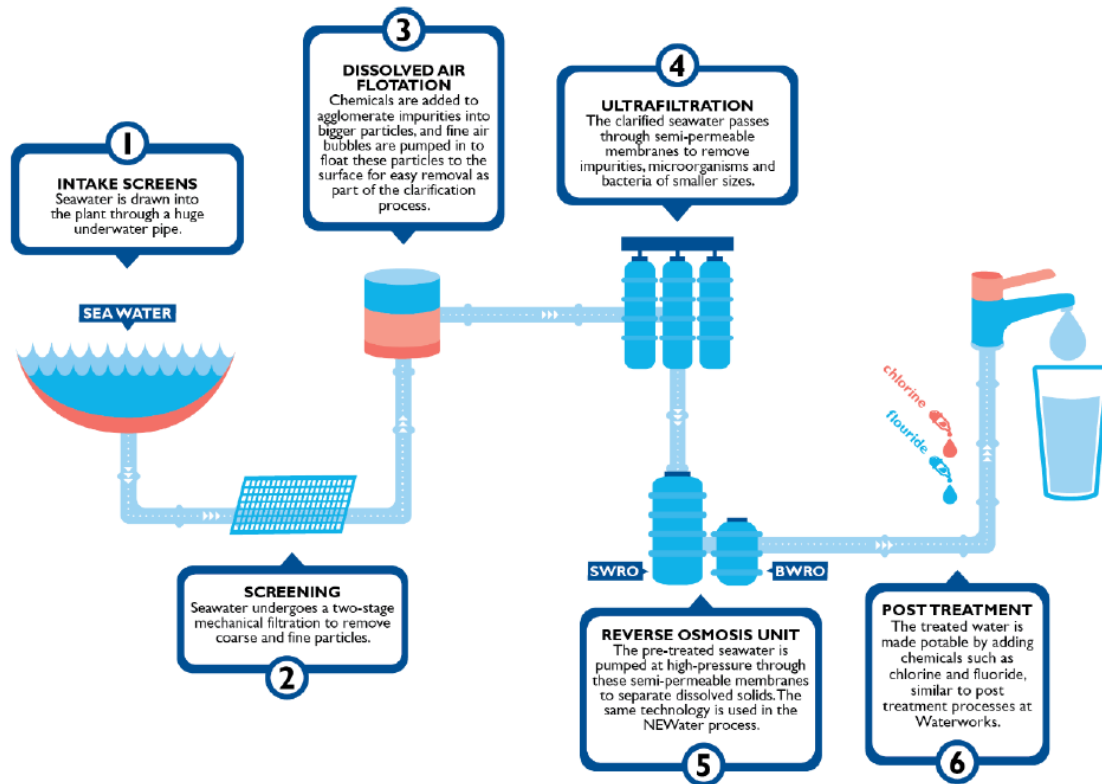 1
INTAKE SCREENS
Seawater is drawn into
the plant through a huge
underwater pipe.
SEA WATER
2
SCREENING
Seawater undergoes a two-stage
mechanical filtration to remove
coarse and fine particles.
3
DISSOLVED AIR
FLOTATION
Chemicals are added to
agglomerate impurities into
bigger particles, and fine air
bubbles are pumped in to
float these particles to the
surface for easy removal as
part of the clarification
process.
4
ULTRAFILTRATION
The clarified seawater passes
through semi-permeable
membranes to remove
impurities, microorganisms and
bacteria of smaller sizes.
SWRO
BWRO
5
REVERSE OSMOSIS UNIT
The pre-treated seawater is
pumped at high-pressure through
these semi-permeable membranes
to separate dissolved solids. The
same technology is used in the
NEWater process.
chlorine
flouride
6
POST TREATMENT
The treated water is
made potable by adding
chemicals such as
chlorine and fluoride,
similar to post
treatment processes at
Waterworks.